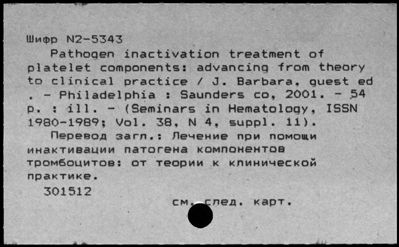 Шифр N2-5343
Pathogen inactivation treatment of
platelet components: advancing from theory
to clinical practice / J. Barbara, guest ed
. - Philadelphia : Saunders co, 2001. - 54
p. : ill. - (Seminars in Hematology, ISSN
1980-1989; Vol. 38, N 4, suppl. 11).
Перевод загл.: Лечение при помощи
инактивации патогена компонентов
тромбоцитов: от теории к клинической
практике.
301512
см. след. карт.